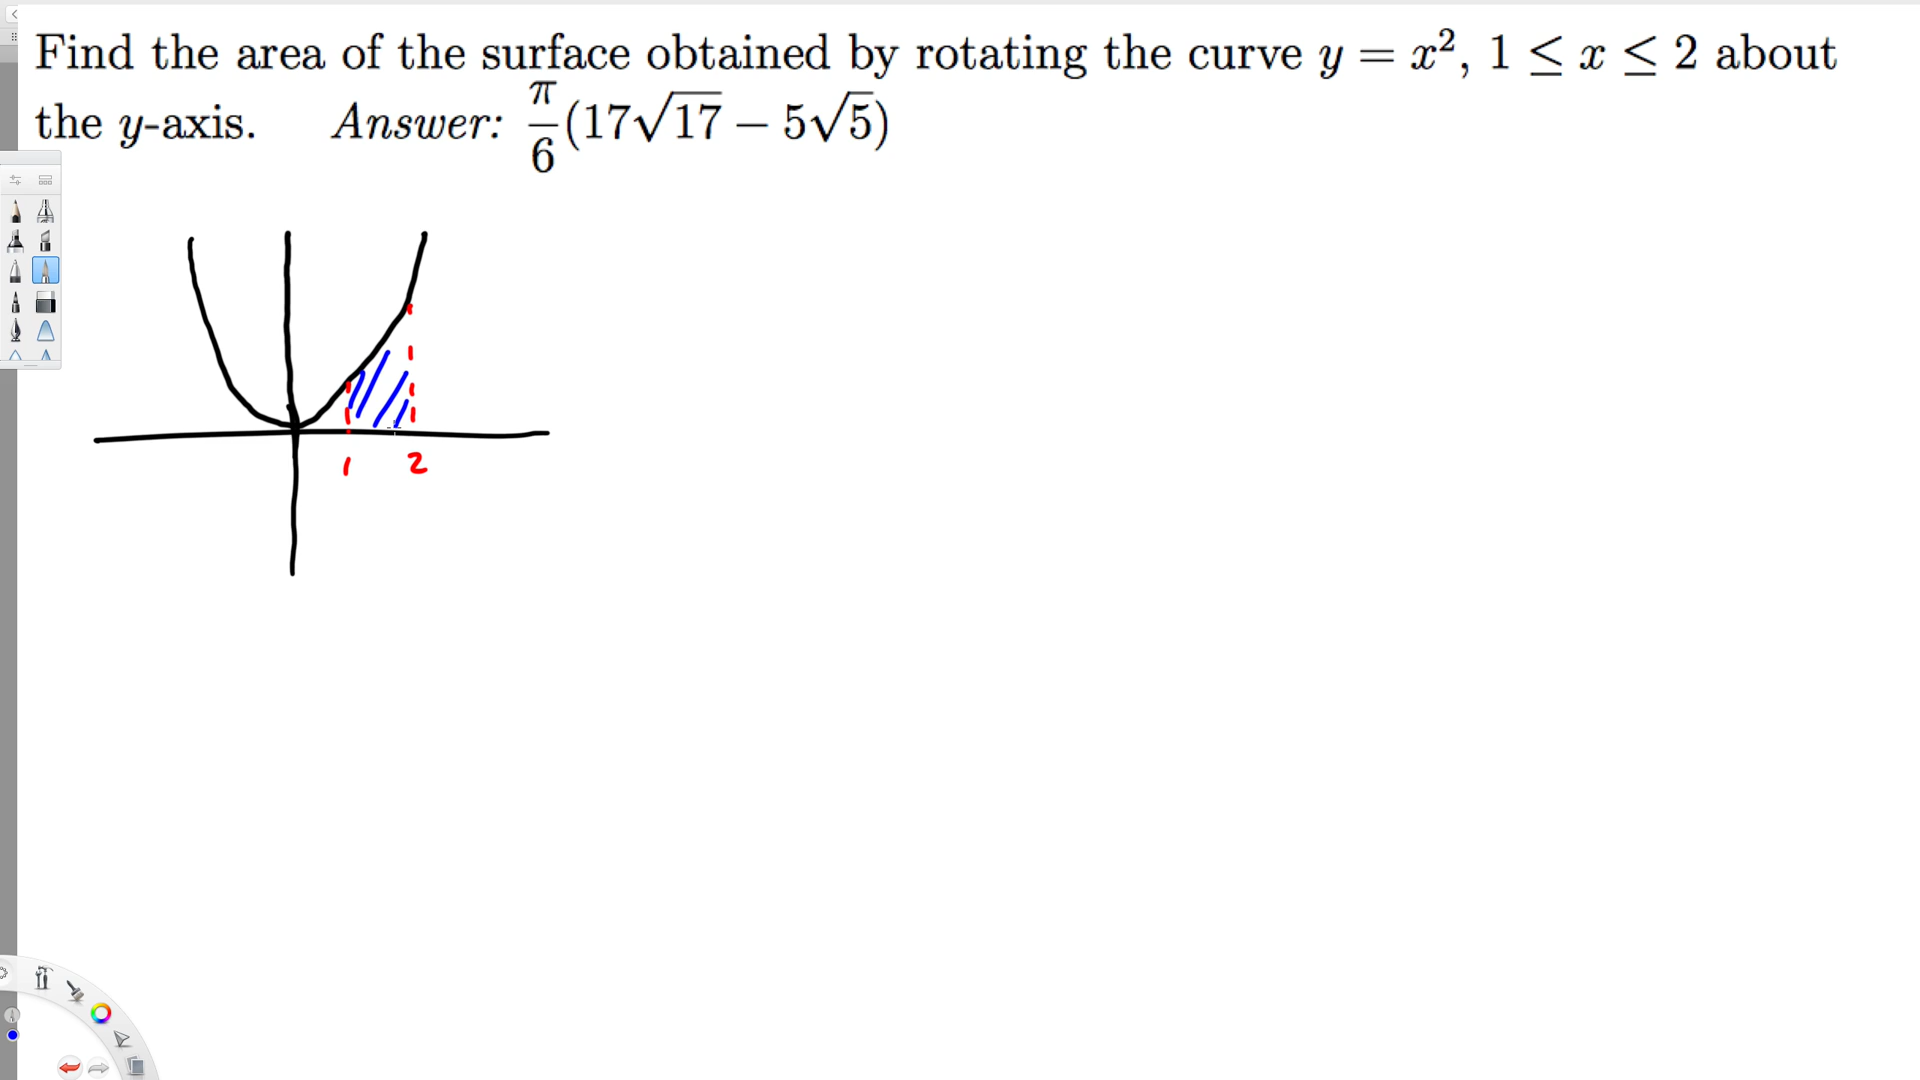 Find the area of the surface obtained by rotating the curve y = x², 1 ≤ x ≤ 2 about
the y-axis. Answer: π/6(17√17 − 5√5)
1 2